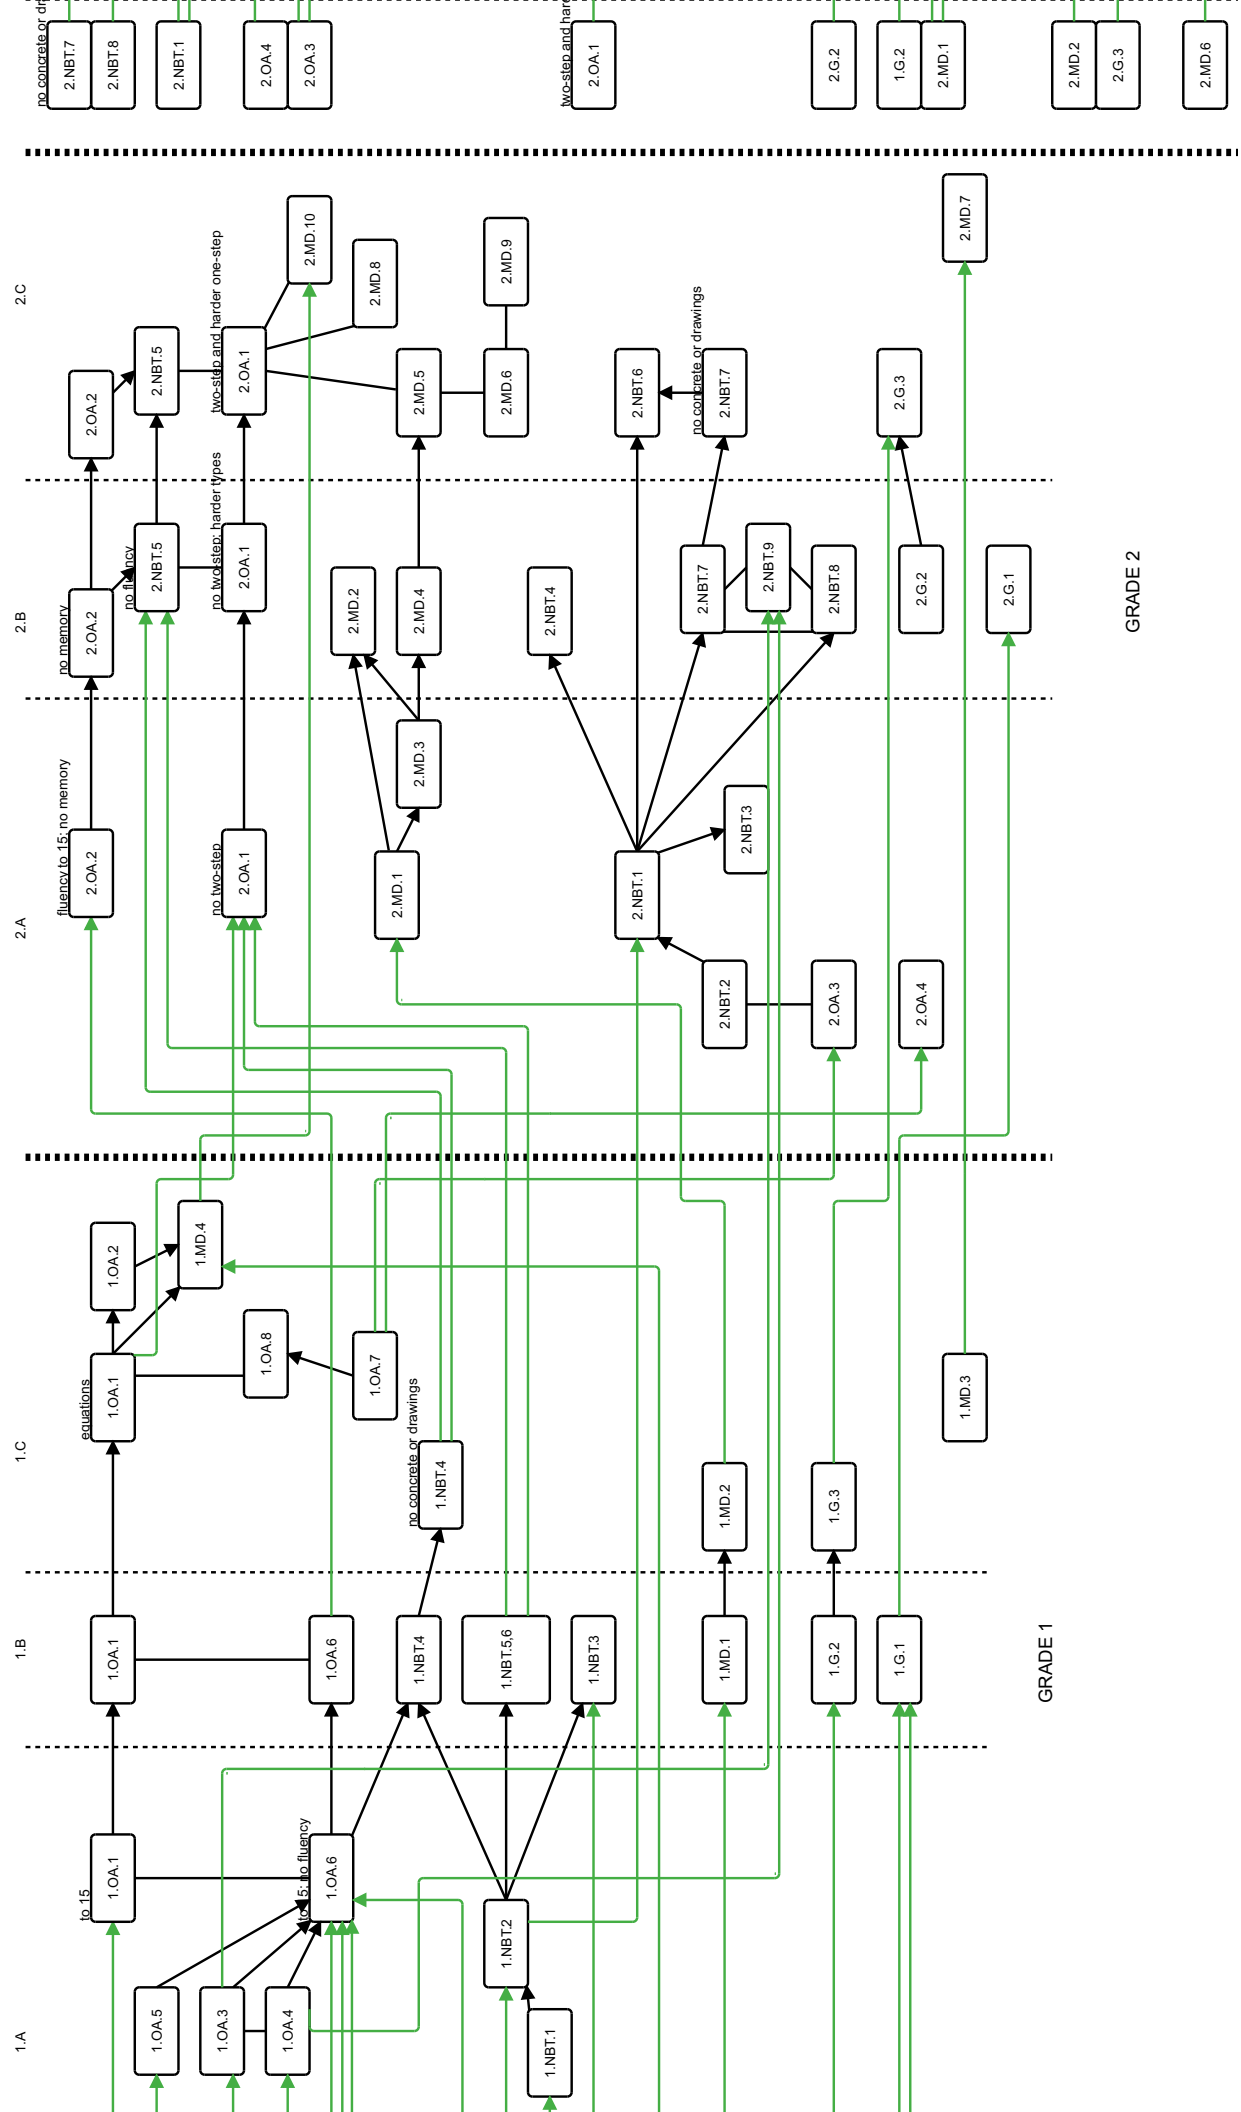 1.A
1.B
1.C
2.A
2.B
2.C
no concrete or dr
fluency to 15; no memory
no memory
2.NBT.7
to 15
equations
2.OA.2
2.OA.2
2.OA.2
1.OA.1
1.OA.1
1.OA.1
1.OA.2
2.NBT.8
no fluency
1.OA.5
2.NBT.5
2.NBT.5
2.NBT.1
1.MD.4
no two-step
no two-step; harder types
two-step and harder one-step
1.OA.3
2.OA.1
2.OA.1
2.OA.1
1.OA.4
1.OA.8
2.OA.4
to 15; no fluency
1.OA.6
1.OA.6
2.MD.10
2.OA.3
1.OA.7
2.MD.2
2.MD.8
2.MD.1
no concrete or drawings
1.NBT.4
2.MD.3
2.MD.4
2.MD.5
1.NBT.4
1.NBT.2
1.NBT.5,6
2.MD.6
2.MD.9
1.NBT.1
2.NBT.4
two-step and hard
1.NBT.3
2.OA.1
2.NBT.1
2.NBT.6
no concrete or drawings
2.NBT.7
1.MD.1
1.MD.2
2.NBT.2
2.NBT.7
2.NBT.3
2.NBT.9
1.G.2
1.G.3
2.OA.3
2.NBT.8
2.G.2
1.G.1
2.G.3
1.G.2
2.OA.4
2.G.2
2.MD.1
1.MD.3
2.MD.7
2.G.1
GRADE 1
2.MD.2
2.G.3
GRADE 2
2.MD.6